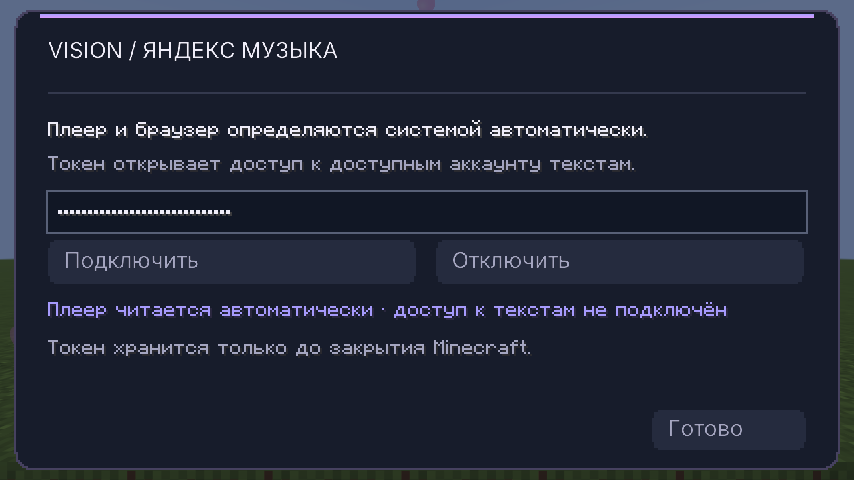 VISION / ЯНДЕКС МУЗЫКА
Плеер и браузер определяются системой автоматически.
Токен открывает доступ к доступным аккаунту текстам.
Подключить
Отключить
Плеер читается автоматически · доступ к текстам не подключён
Токен хранится только до закрытия Minecraft.
Готово